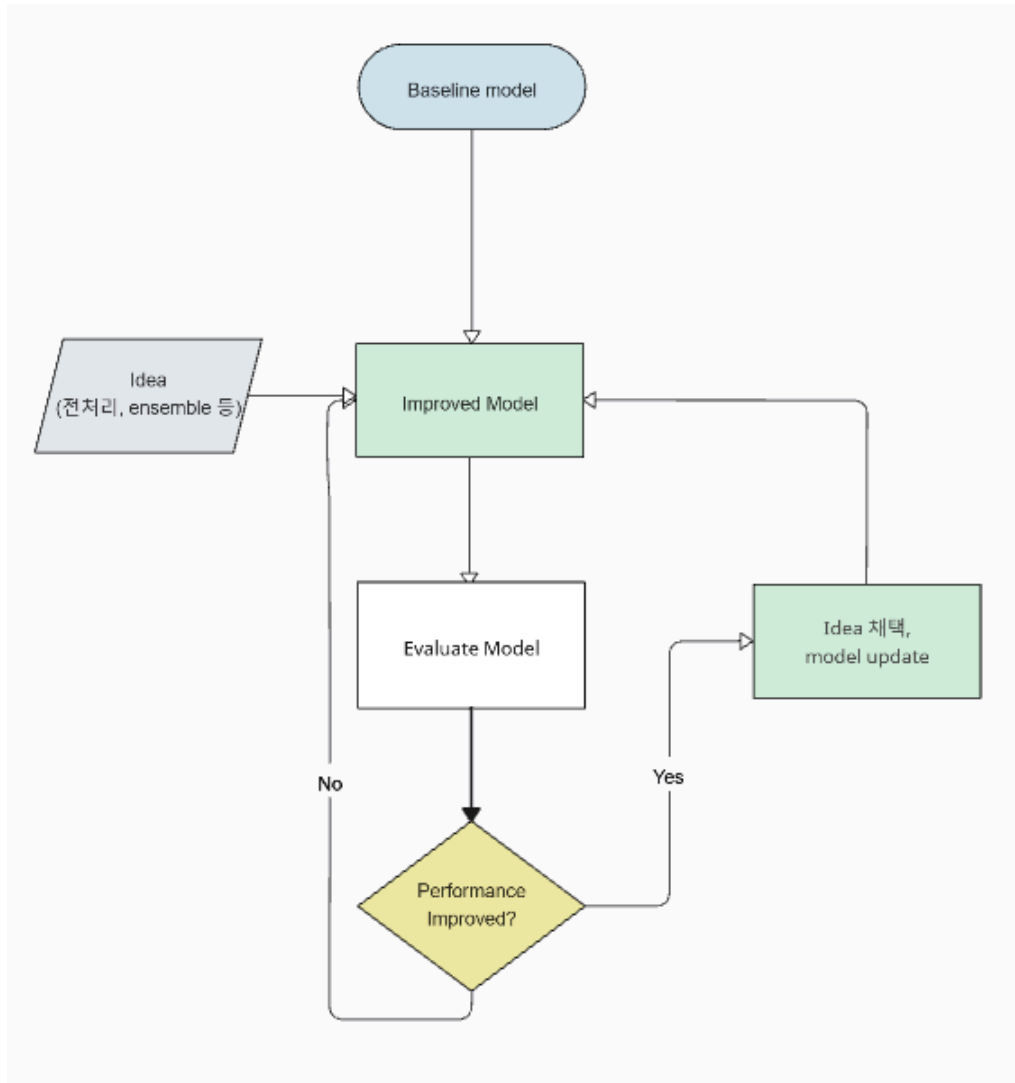 Baseline model
Idea
(전처리, ensemble 등)
Improved Model
Evaluate Model
Idea 채택,
model update
No
Yes
Performance
Improved?